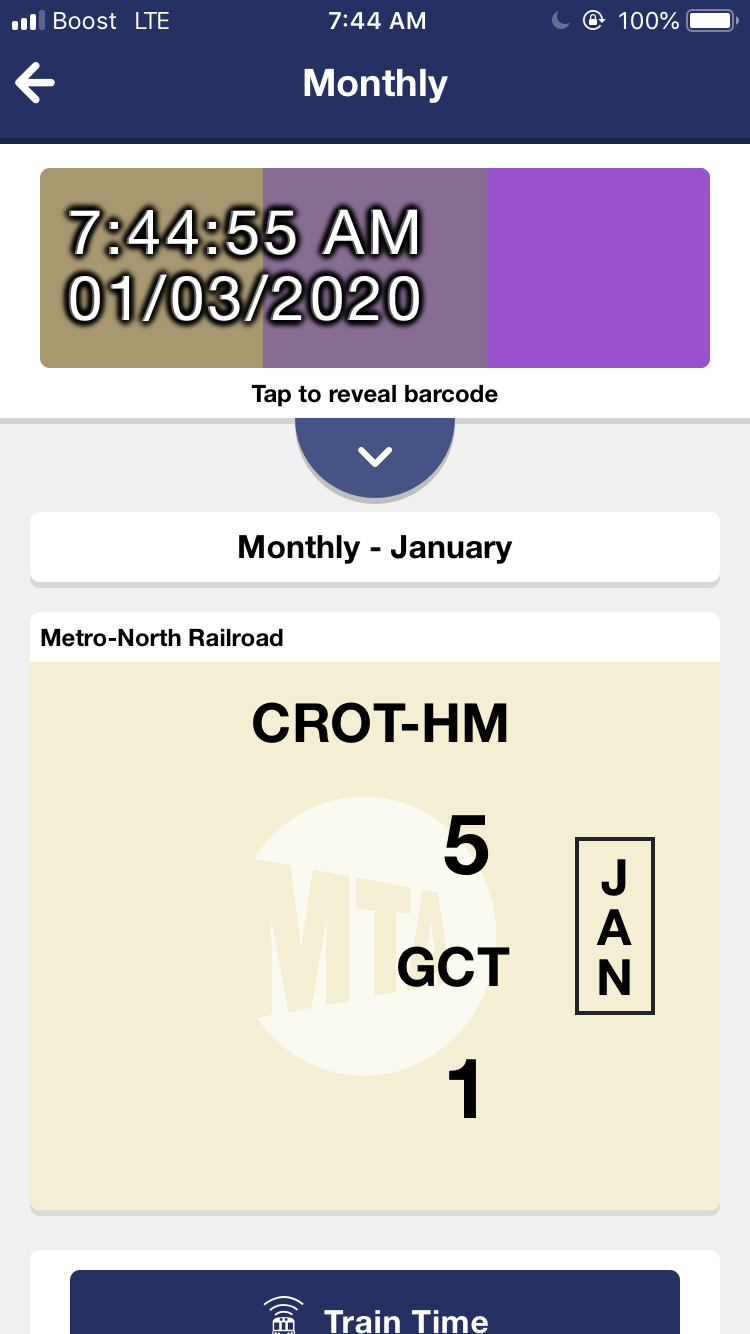 Boost LTE 7:44 AM 100%
Monthly
7:44:55 AM
01/03/2020
Tap to reveal barcode
Monthly - January
Metro-North Railroad
CROT-HM
5
MTA
GCT
1
J
A
N
Train Time